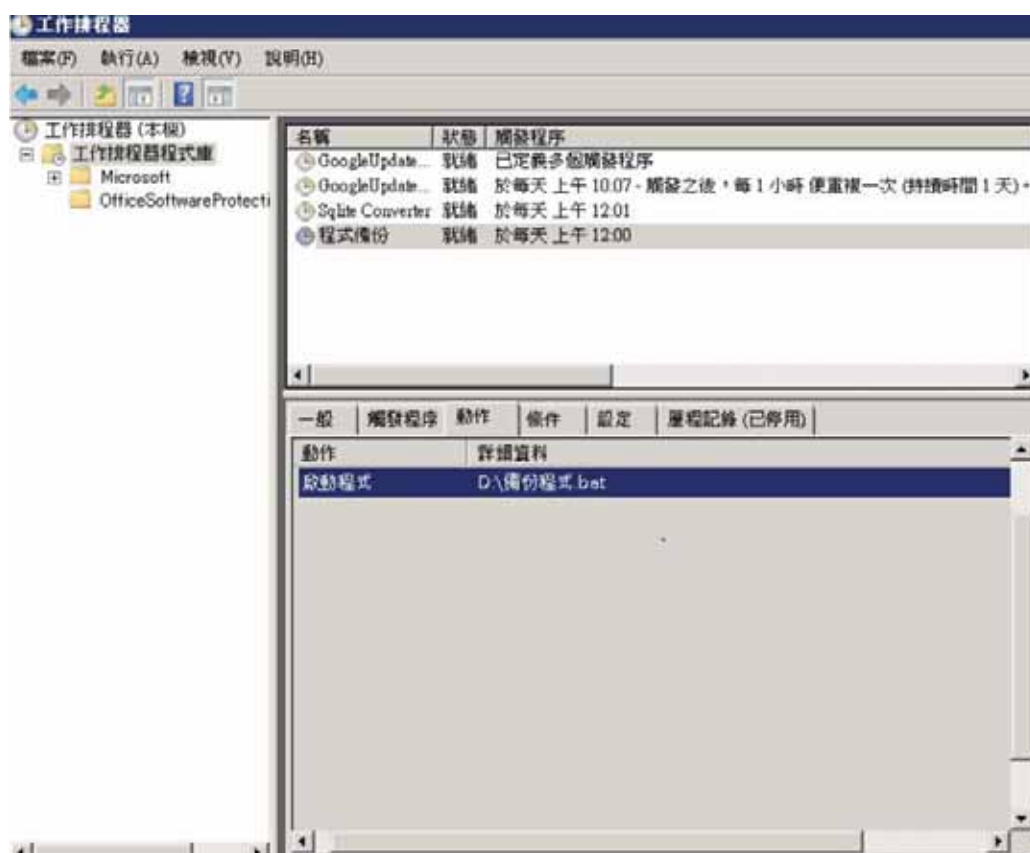 工作排程器
檔案(F) 執行(A) 檢視(V) 說明(H)
工作排程器 (本機)
工作排程器程式庫
Microsoft
OfficeSoftwareProtecti
名稱 狀態 觸發程序
GoogleUpdate... 就緒 已定義多個觸發程序
GoogleUpdate... 就緒 於每天 上午 10:07 - 觸發之後，每 1 小時 便重複一次 (持續時間 1 天)。
Sqlite Converter 就緒 於每天 上午 12:01
程式備份 就緒 於每天 上午 12:00
一般 觸發程序 動作 條件 設定 歷程記錄 (已停用)
動作 詳細資料
啟動程式 D:\備份程式.bat